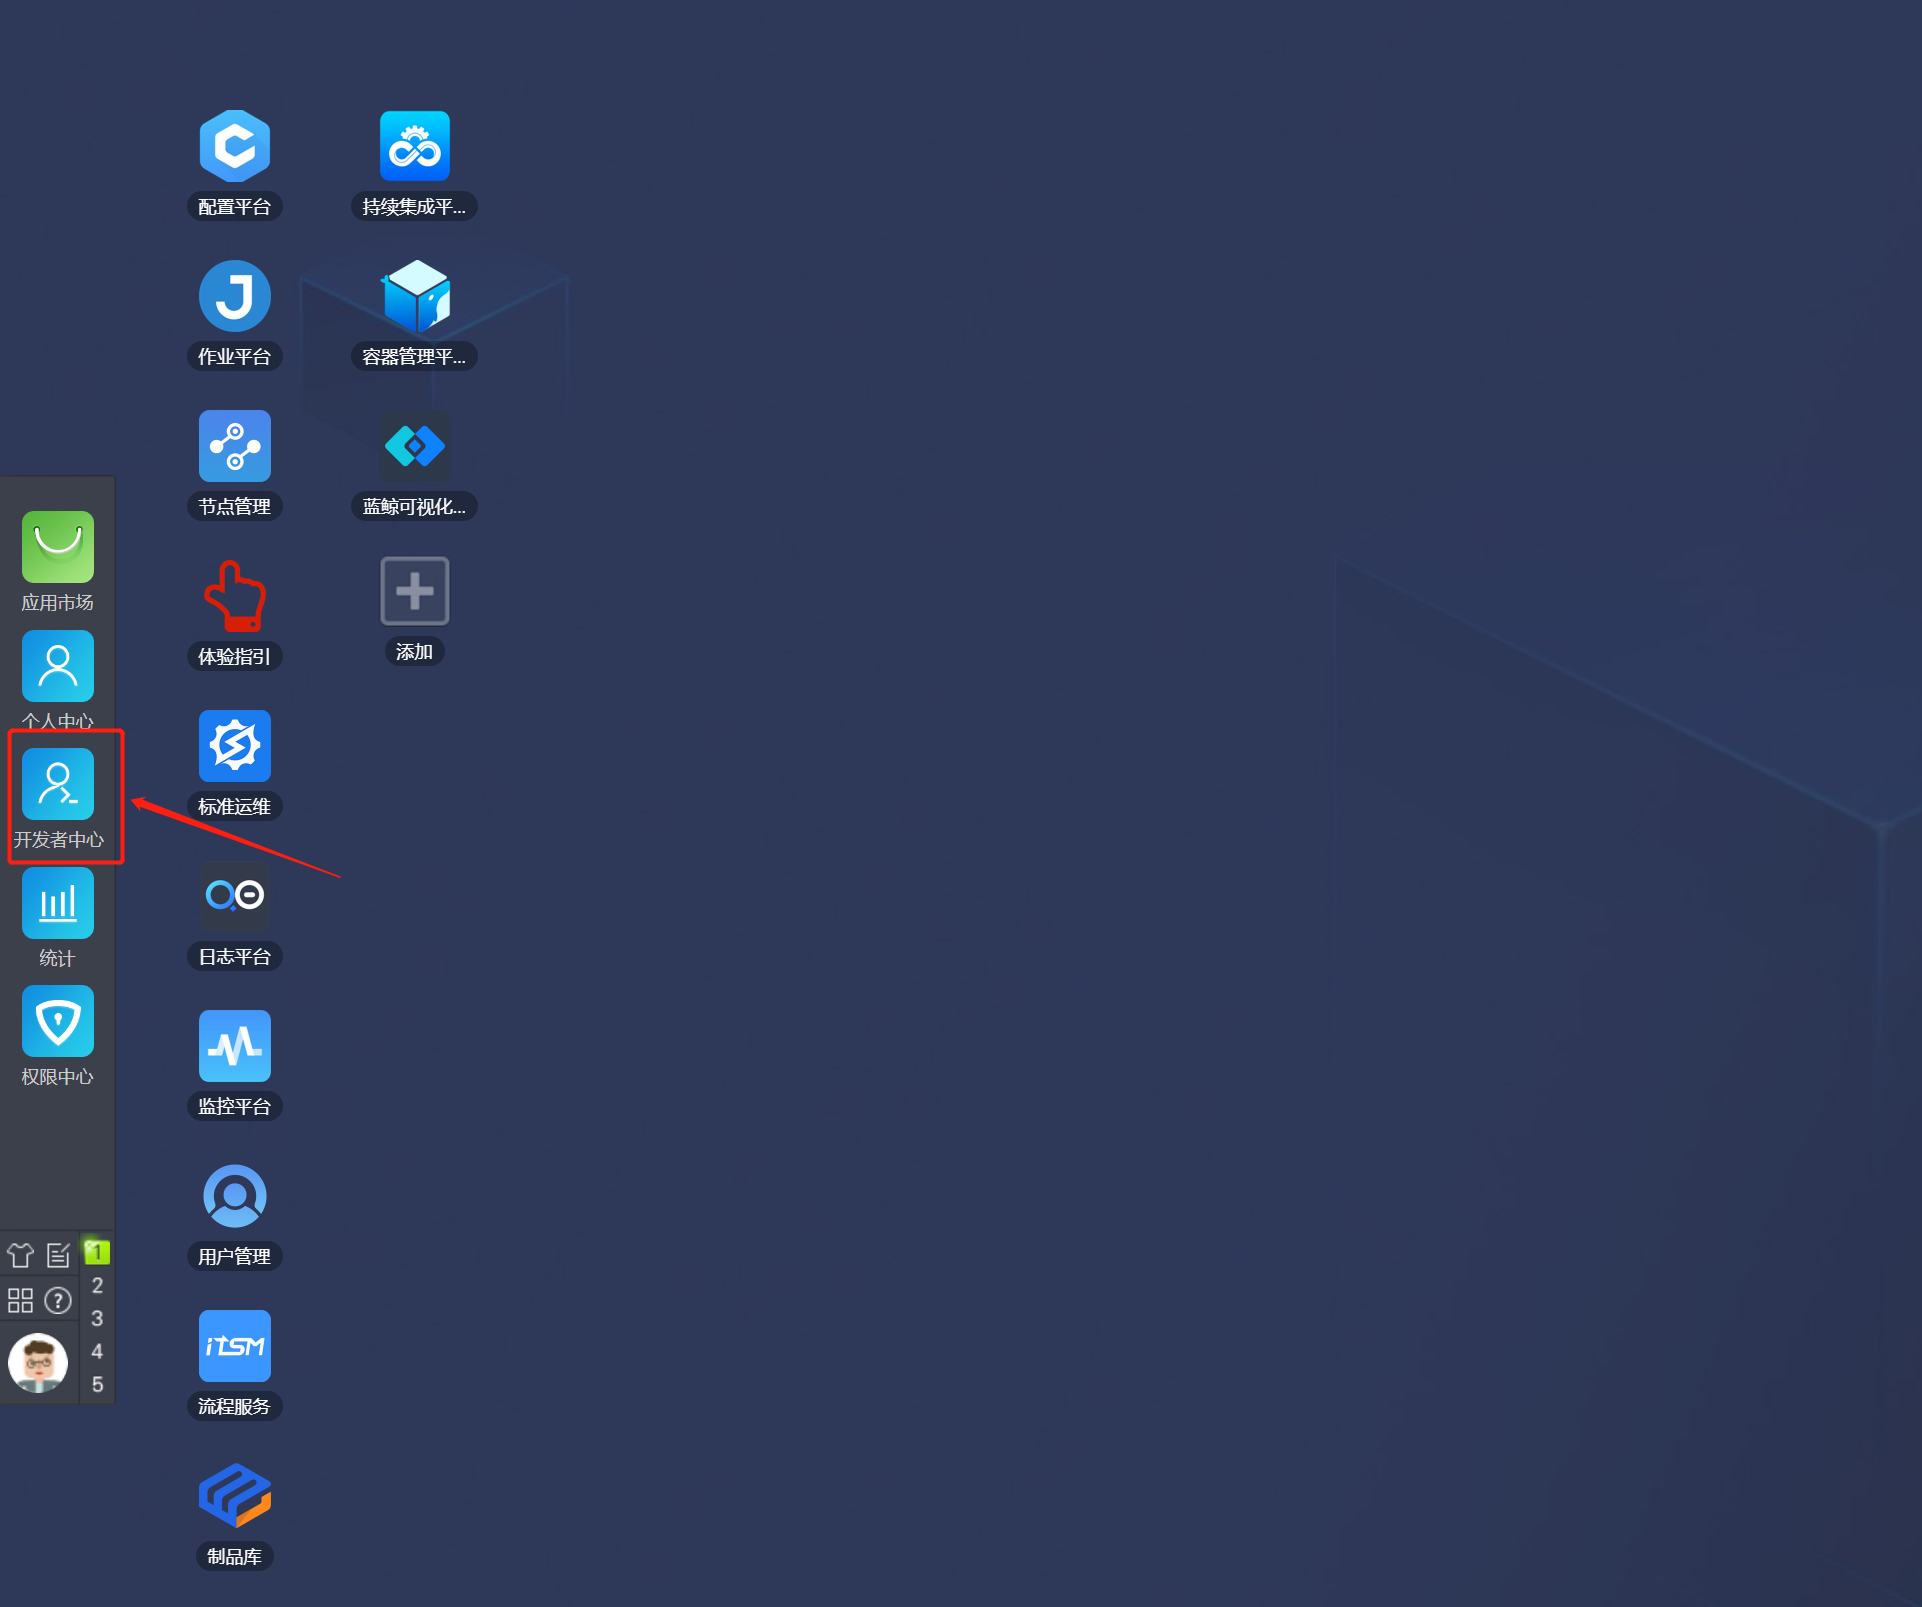 配置平台
持续集成平...
作业平台
容器管理平...
节点管理
蓝鲸可视化...
体验指引
添加
标准运维
日志平台
监控平台
用户管理
iTSM
流程服务
制品库
应用市场
个人中心
开发者中心
统计
权限中心
1
2
3
4
5